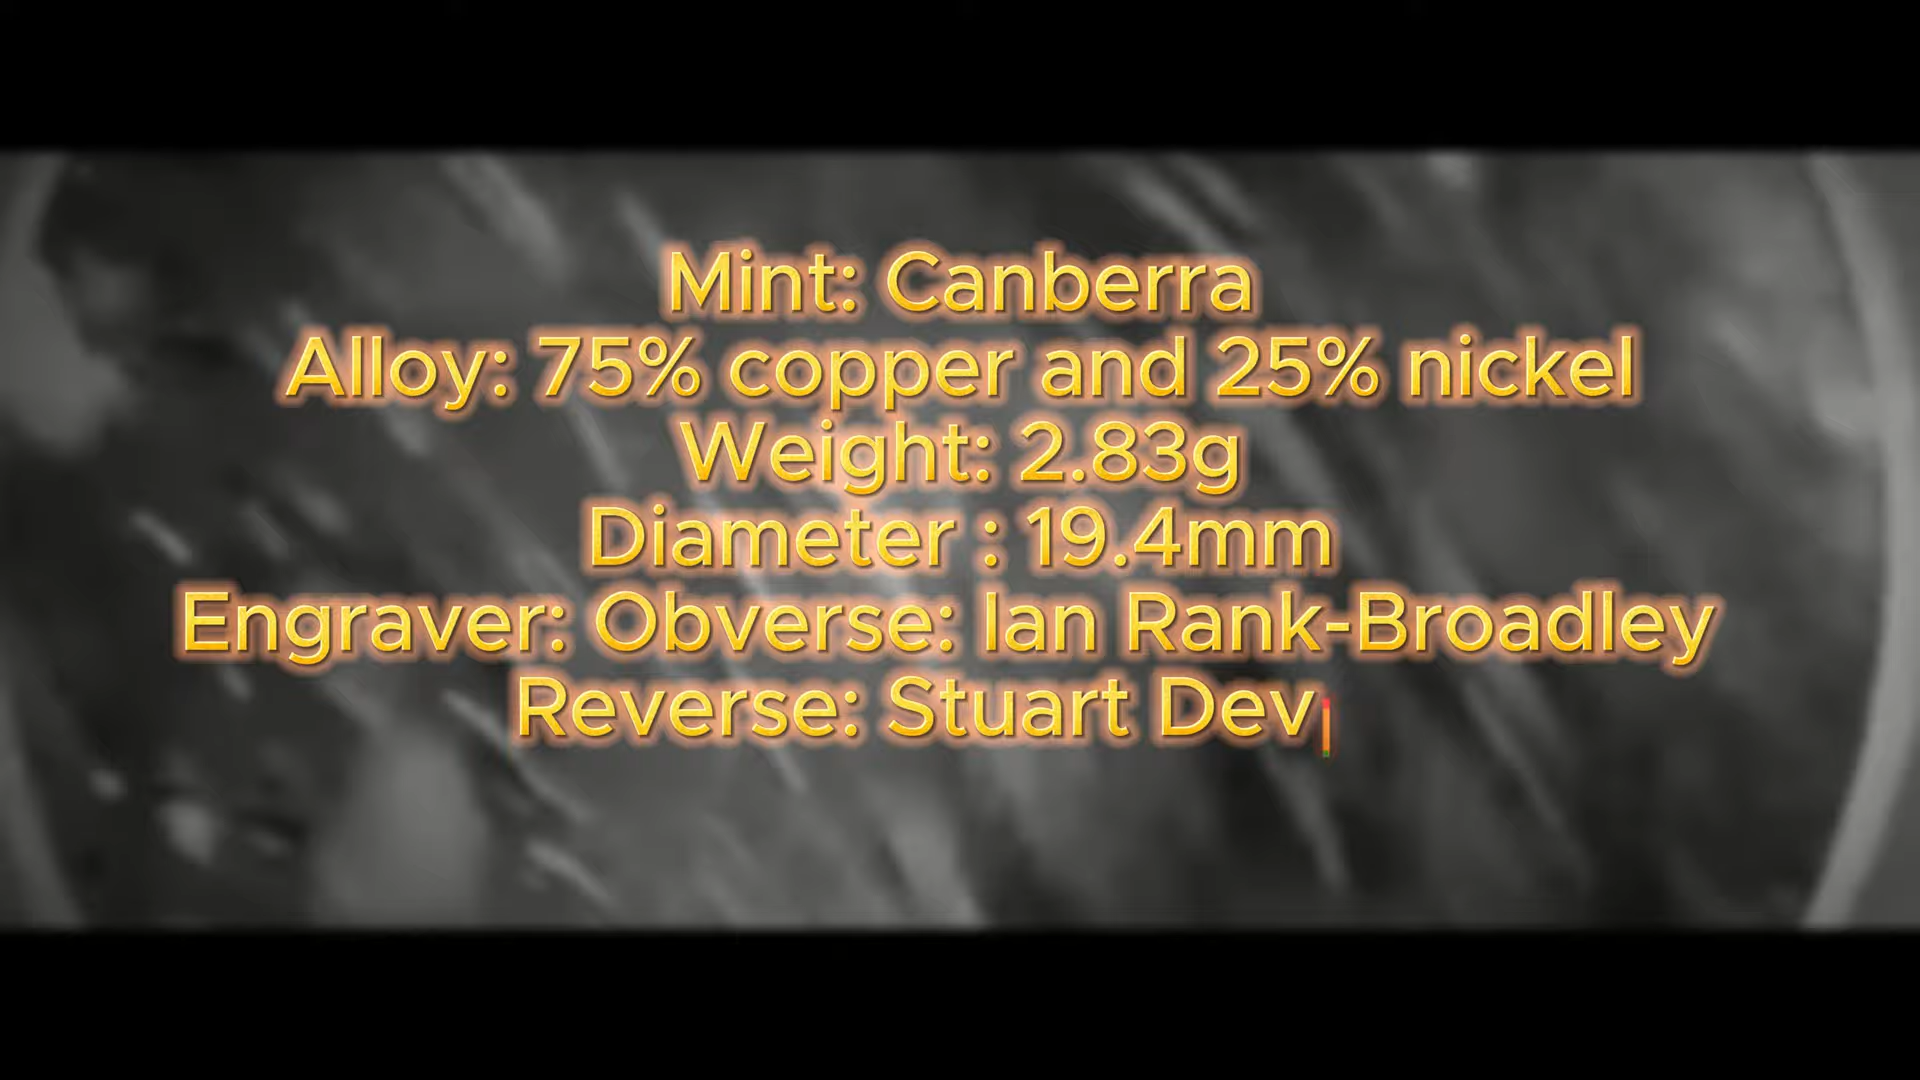 Mint: Canberra
Alloy: 75% copper and 25% nickel
Weight: 2.83g
Diameter : 19.4mm
Engraver: Obverse: Ian Rank-Broadley
Reverse: Stuart Dev